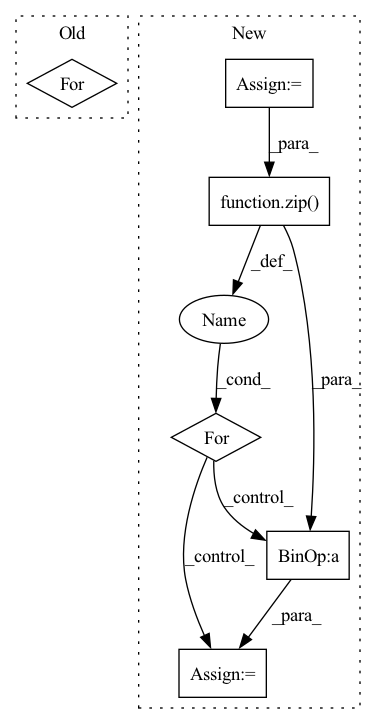 Old
New
For
Assign:=
_para_
function.zip()
_def_
Name
_para_
_cond_
For
_control_
_control_
BinOp:a
_para_
Assign:=